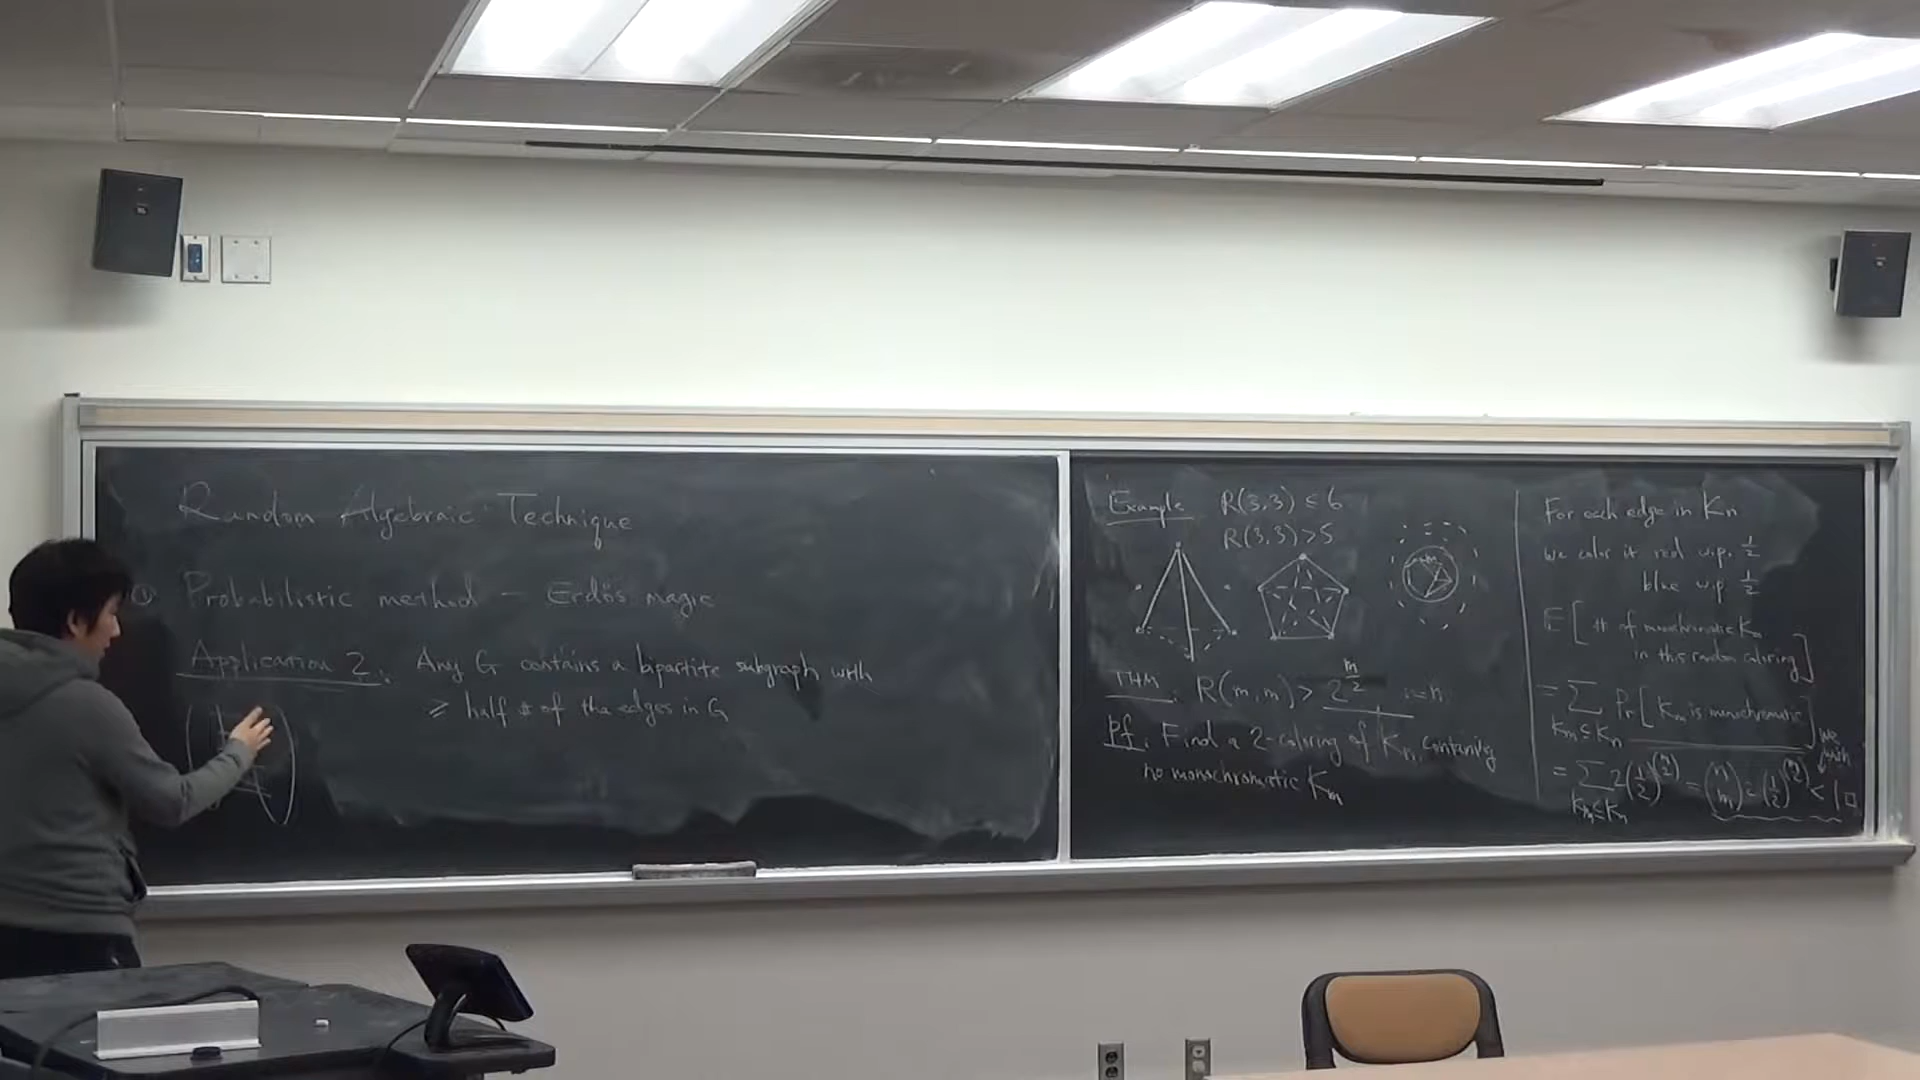 Random Algebraic Technique
① Probabilistic method – Erdős magic
Application 2: Any G contains a bipartite subgraph with
≥ half # of the edges in G
Example R(3,3) ≤ 6
R(3,3) > 5
THM: R(m,m) > 2^{m/2} =: n
Pf: Find a 2-coloring of Kn, containing
no monochromatic Km
For each edge in Kn
we color it red w.p. 1/2
blue w.p. 1/2
E[# of monochromatic Km
in this random coloring]
= Σ_{Km⊆Kn} Pr[Km is monochromatic]
= Σ_{Km⊆Kn} 2(1/2)^{(m 2)} = (n m) 2 (1/2)^{(m 2)} < 1 □
we wish